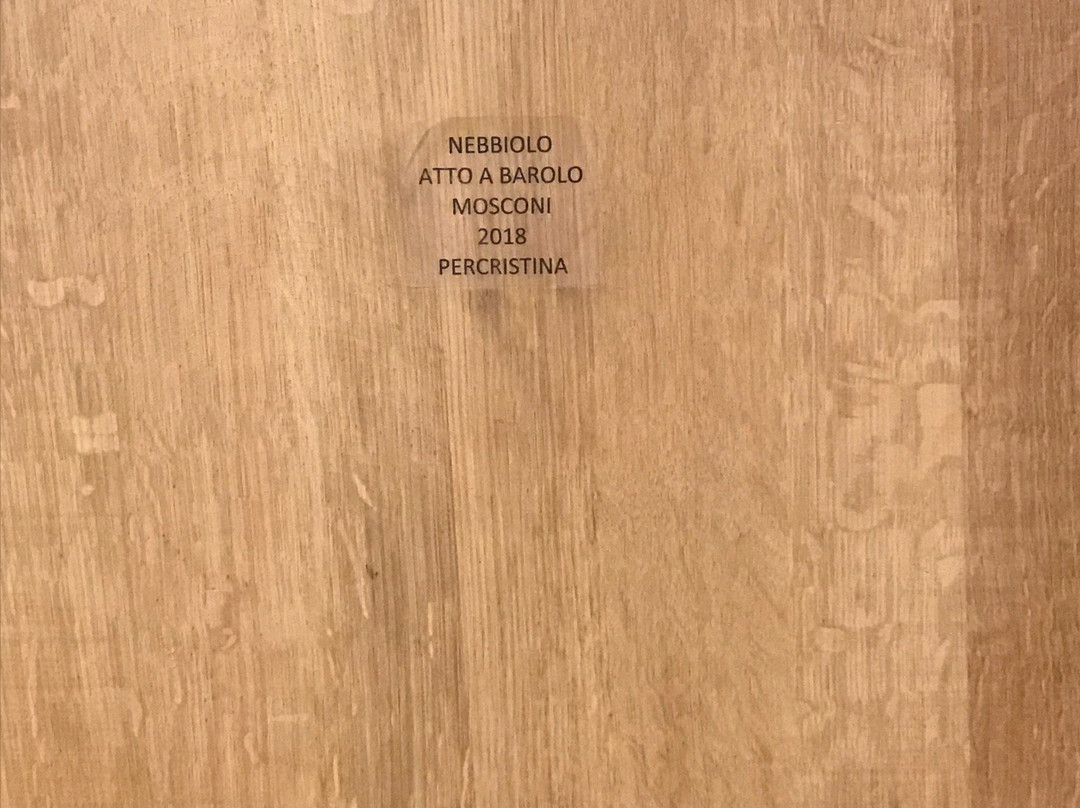 NEBBIOLO
ATTO A BAROLO
MOSCONI
2018
PERCRISTINA